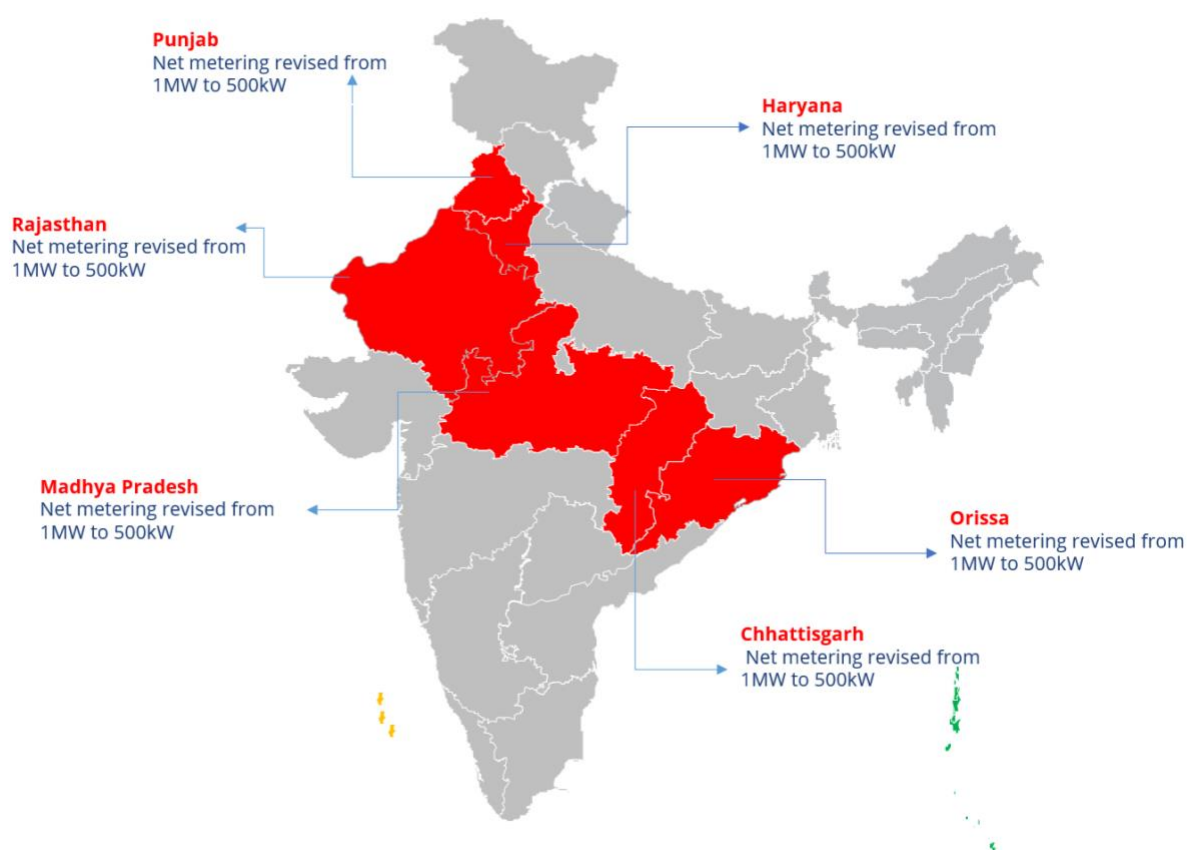 Punjab
Net metering revised from
1MW to 500kW
Haryana
Net metering revised from
1MW to 500kW
Rajasthan
Net metering revised from
1MW to 500kW
Madhya Pradesh
Net metering revised from
1MW to 500kW
Orissa
Net metering revised from
1MW to 500kW
Chhattisgarh
Net metering revised from
1MW to 500kW